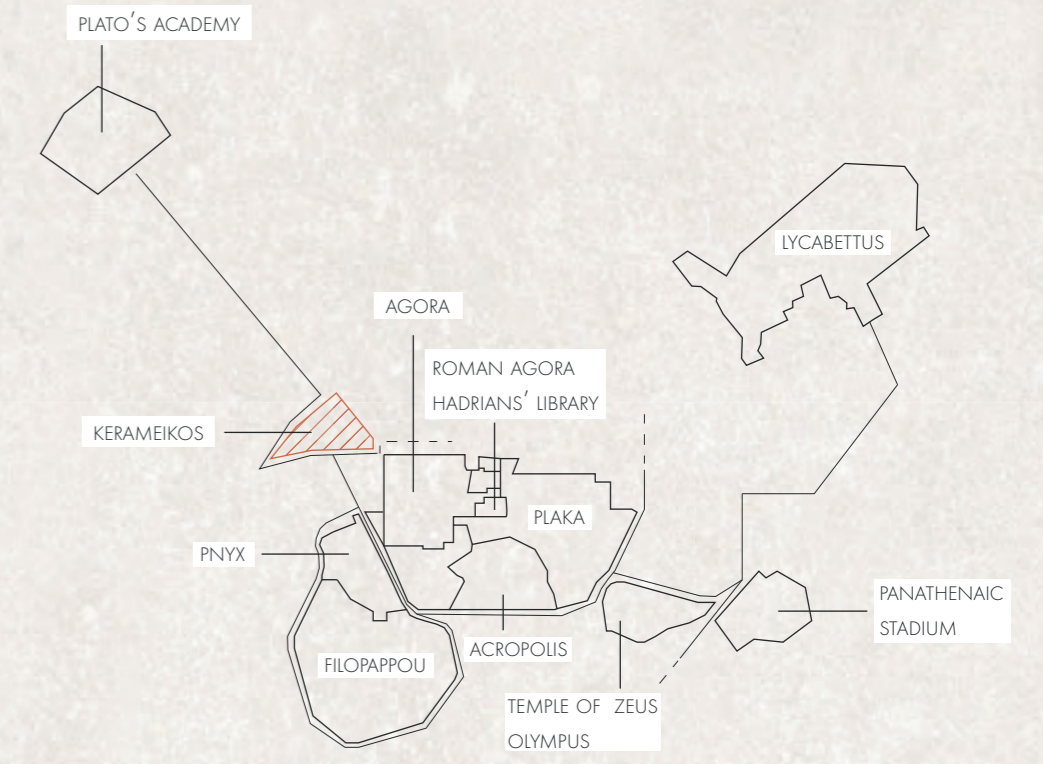 PLATO'S ACADEMY
LYCABETTUS
AGORA
ROMAN AGORA
HADRIANS' LIBRARY
KERAMEIKOS
PLAKA
PNYX
PANATHENAIC
STADIUM
ACROPOLIS
FILOPAPPOU
TEMPLE OF ZEUS
OLYMPUS